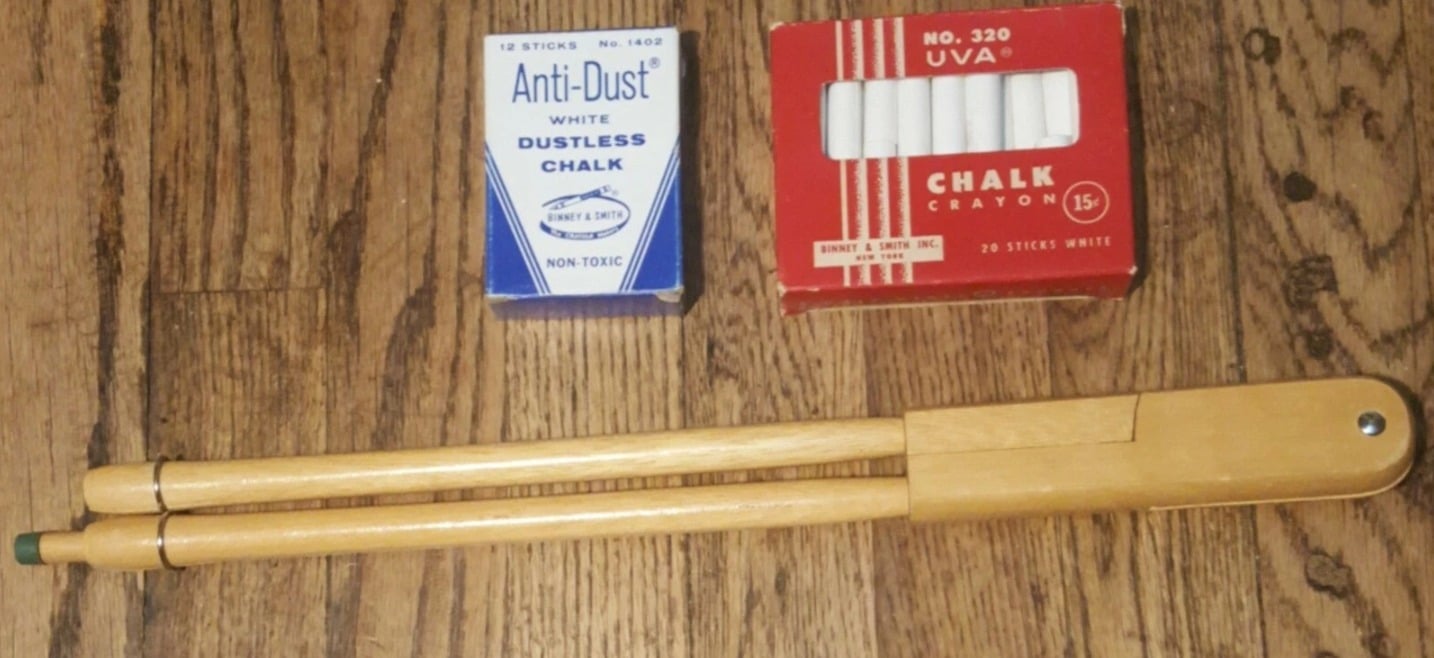 12 STICKS No. 1402
Anti-Dust®
WHITE
DUSTLESS
CHALK
BINNEY & SMITH
NON-TOXIC
NO. 320
UVA®
CHALK
CRAYON 15¢
BINNEY & SMITH INC.
NEW YORK
20 STICKS WHITE